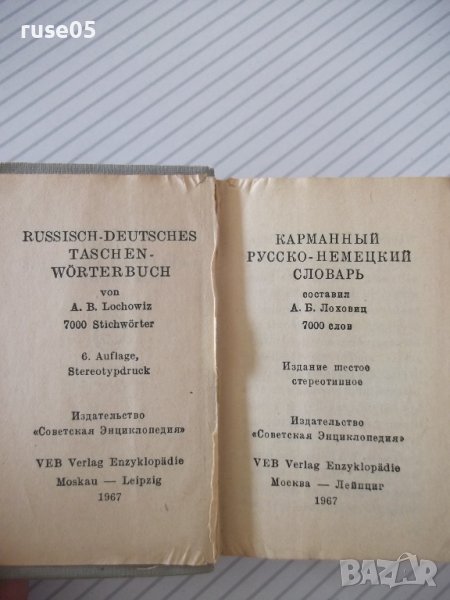 ruse05
RUSSISCH-DEUTSCHES
TASCHEN-
WÖRTERBUCH
von
A. B. Lochowiz
7000 Stichwörter
6. Auflage,
Stereotypdruck
Издательство
«Советская Энциклопедия»
VEB Verlag Enzyklopädie
Moskau — Leipzig
1967
КАРМАННЫЙ
РУССКО-НЕМЕЦКИЙ
СЛОВАРЬ
составил
А. Б. Лоховиц
7000 слов
Издание шестое
стереотипное
Издательство
«Советская Энциклопедия»
VEB Verlag Enzyklopädie
Москва — Лейпциг
1967
BAZAR